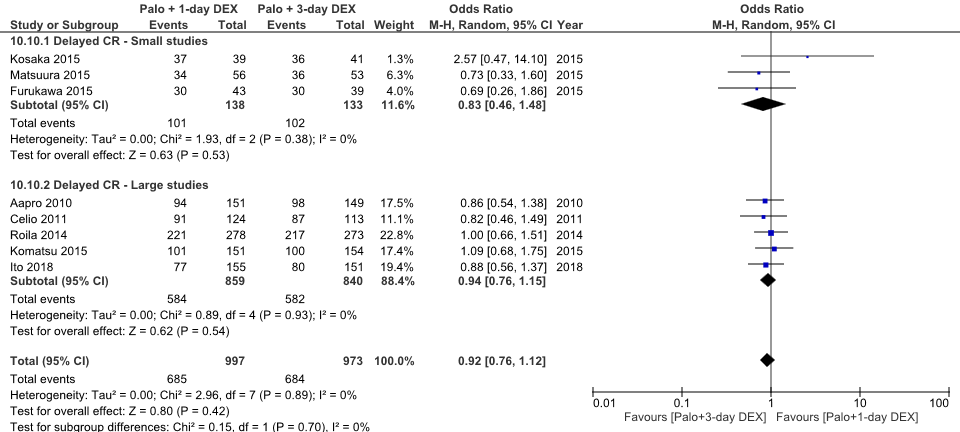 Palo + 1-day DEX Palo + 3-day DEX Odds Ratio Odds Ratio
Study or Subgroup Events Total Events Total Weight M-H, Random, 95% CI Year M-H, Random, 95% CI
10.10.1 Delayed CR - Small studies
Kosaka 2015 37 39 36 41 1.3% 2.57 [0.47, 14.10] 2015
Matsuura 2015 34 56 36 53 6.3% 0.73 [0.33, 1.60] 2015
Furukawa 2015 30 43 30 39 4.0% 0.69 [0.26, 1.86] 2015
Subtotal (95% CI) 138 133 11.6% 0.83 [0.46, 1.48]
Total events 101 102
Heterogeneity: Tau² = 0.00; Chi² = 1.93, df = 2 (P = 0.38); I² = 0%
Test for overall effect: Z = 0.63 (P = 0.53)
10.10.2 Delayed CR - Large studies
Aapro 2010 94 151 98 149 17.5% 0.86 [0.54, 1.38] 2010
Celio 2011 91 124 87 113 11.1% 0.82 [0.46, 1.49] 2011
Roila 2014 221 278 217 273 22.8% 1.00 [0.66, 1.51] 2014
Komatsu 2015 101 151 100 154 17.4% 1.09 [0.68, 1.75] 2015
Ito 2018 77 155 80 151 19.4% 0.88 [0.56, 1.37] 2018
Subtotal (95% CI) 859 840 88.4% 0.94 [0.76, 1.15]
Total events 584 582
Heterogeneity: Tau² = 0.00; Chi² = 0.89, df = 4 (P = 0.93); I² = 0%
Test for overall effect: Z = 0.62 (P = 0.54)
Total (95% CI) 997 973 100.0% 0.92 [0.76, 1.12]
Total events 685 684
Heterogeneity: Tau² = 0.00; Chi² = 2.96, df = 7 (P = 0.89); I² = 0%
Test for overall effect: Z = 0.80 (P = 0.42)
Test for subgroup differences: Chi² = 0.15, df = 1 (P = 0.70), I² = 0%
0.01 0.1 1 10 100
Favours [Palo+3-day DEX] Favours [Palo+1-day DEX]